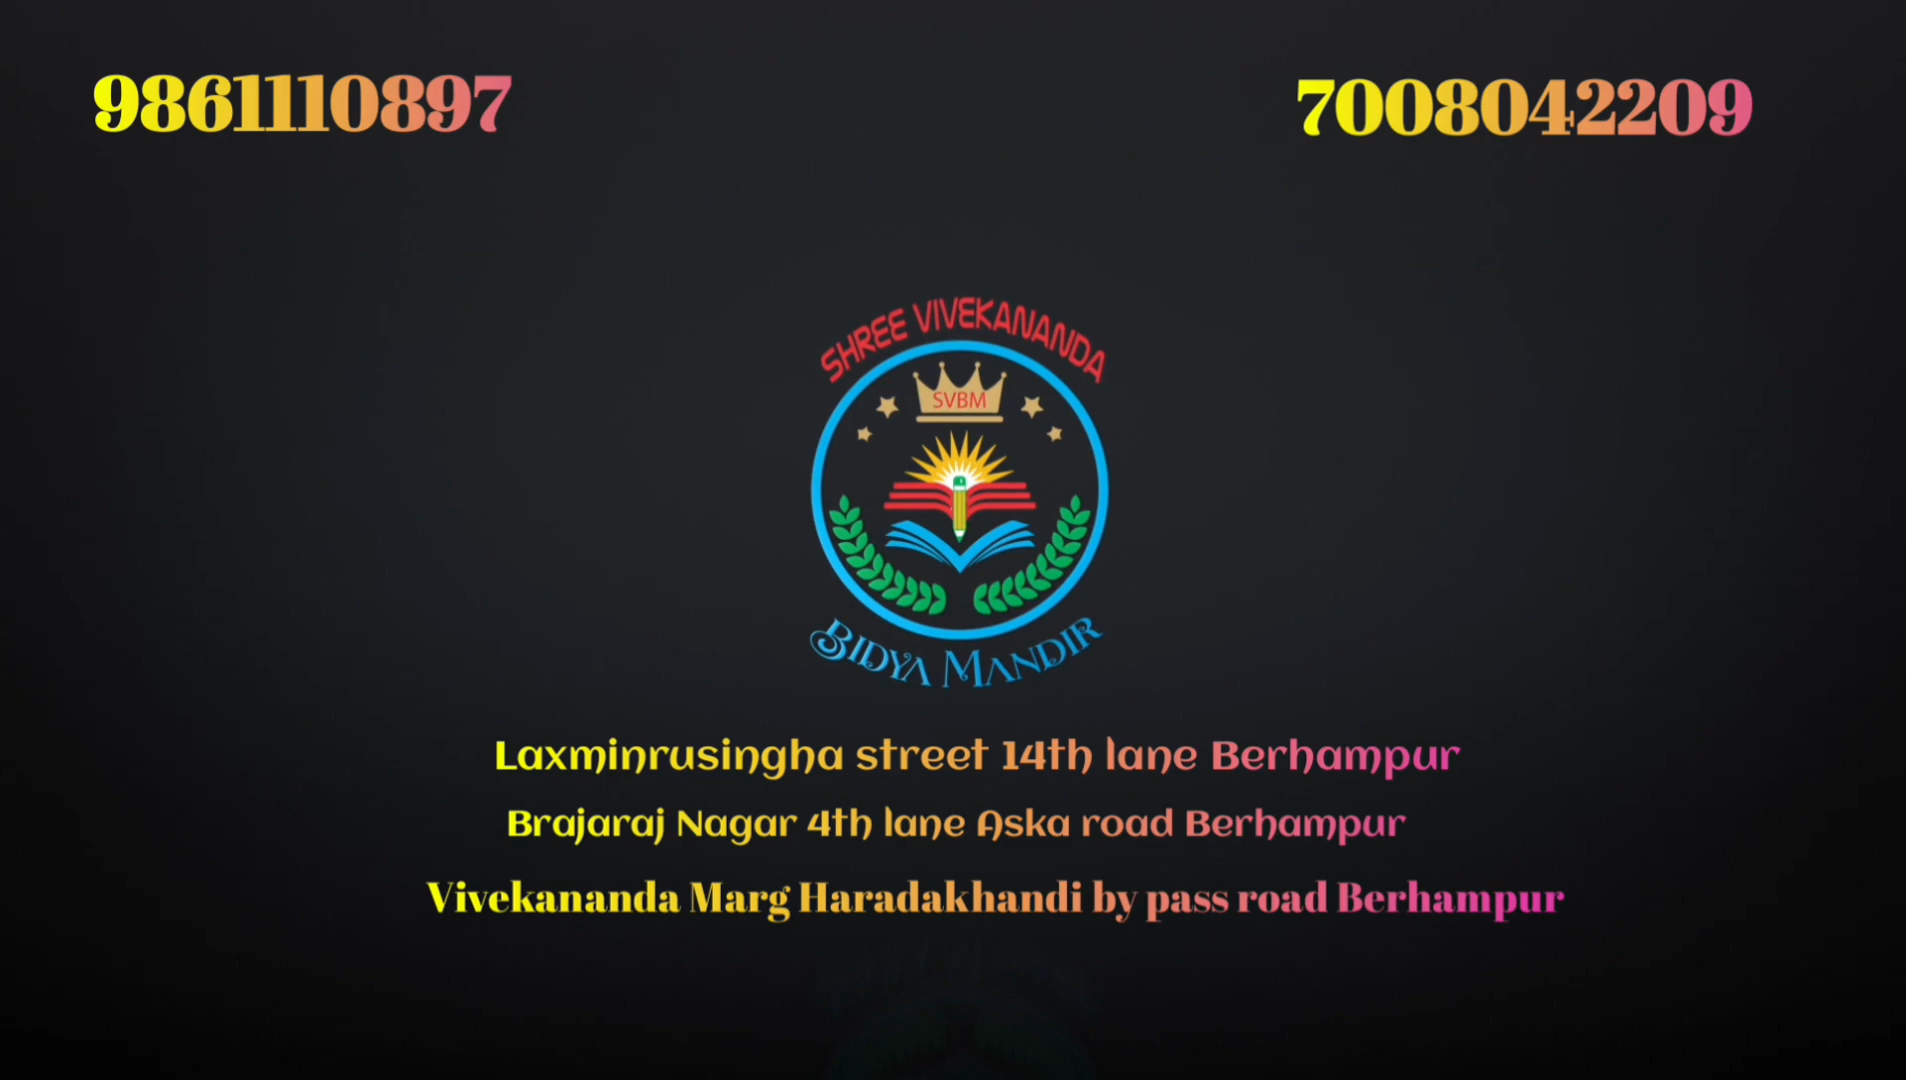 9861110897
7008042209
SHREE VIVEKANANDA
SVBM
BIDYA MANDIR
Laxminrusingha street 14th lane Berhampur
Brajaraj Nagar 4th lane Aska road Berhampur
Vivekananda Marg Haradakhandi by pass road Berhampur